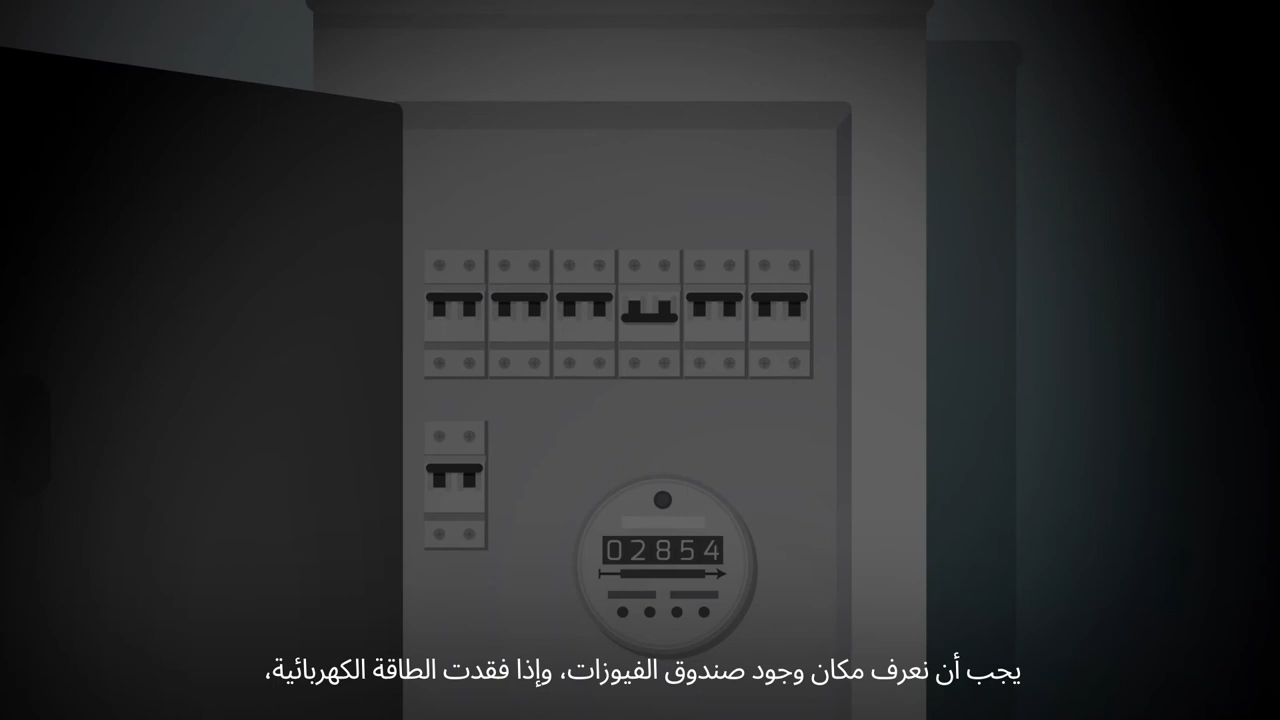 02854
يجب أن نعرف مكان وجود صندوق الفيوزات، وإذا فقدت الطاقة الكهربائية،